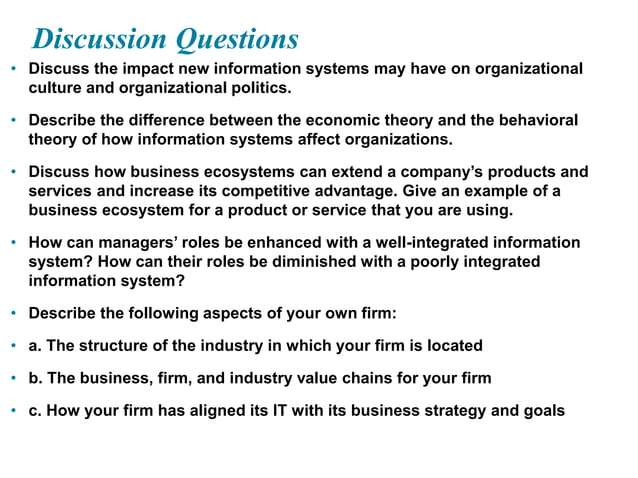 Discussion Questions
• Discuss the impact new information systems may have on organizational
culture and organizational politics.
• Describe the difference between the economic theory and the behavioral
theory of how information systems affect organizations.
• Discuss how business ecosystems can extend a company’s products and
services and increase its competitive advantage. Give an example of a
business ecosystem for a product or service that you are using.
• How can managers’ roles be enhanced with a well-integrated information
system? How can their roles be diminished with a poorly integrated
information system?
• Describe the following aspects of your own firm:
• a. The structure of the industry in which your firm is located
• b. The business, firm, and industry value chains for your firm
• c. How your firm has aligned its IT with its business strategy and goals